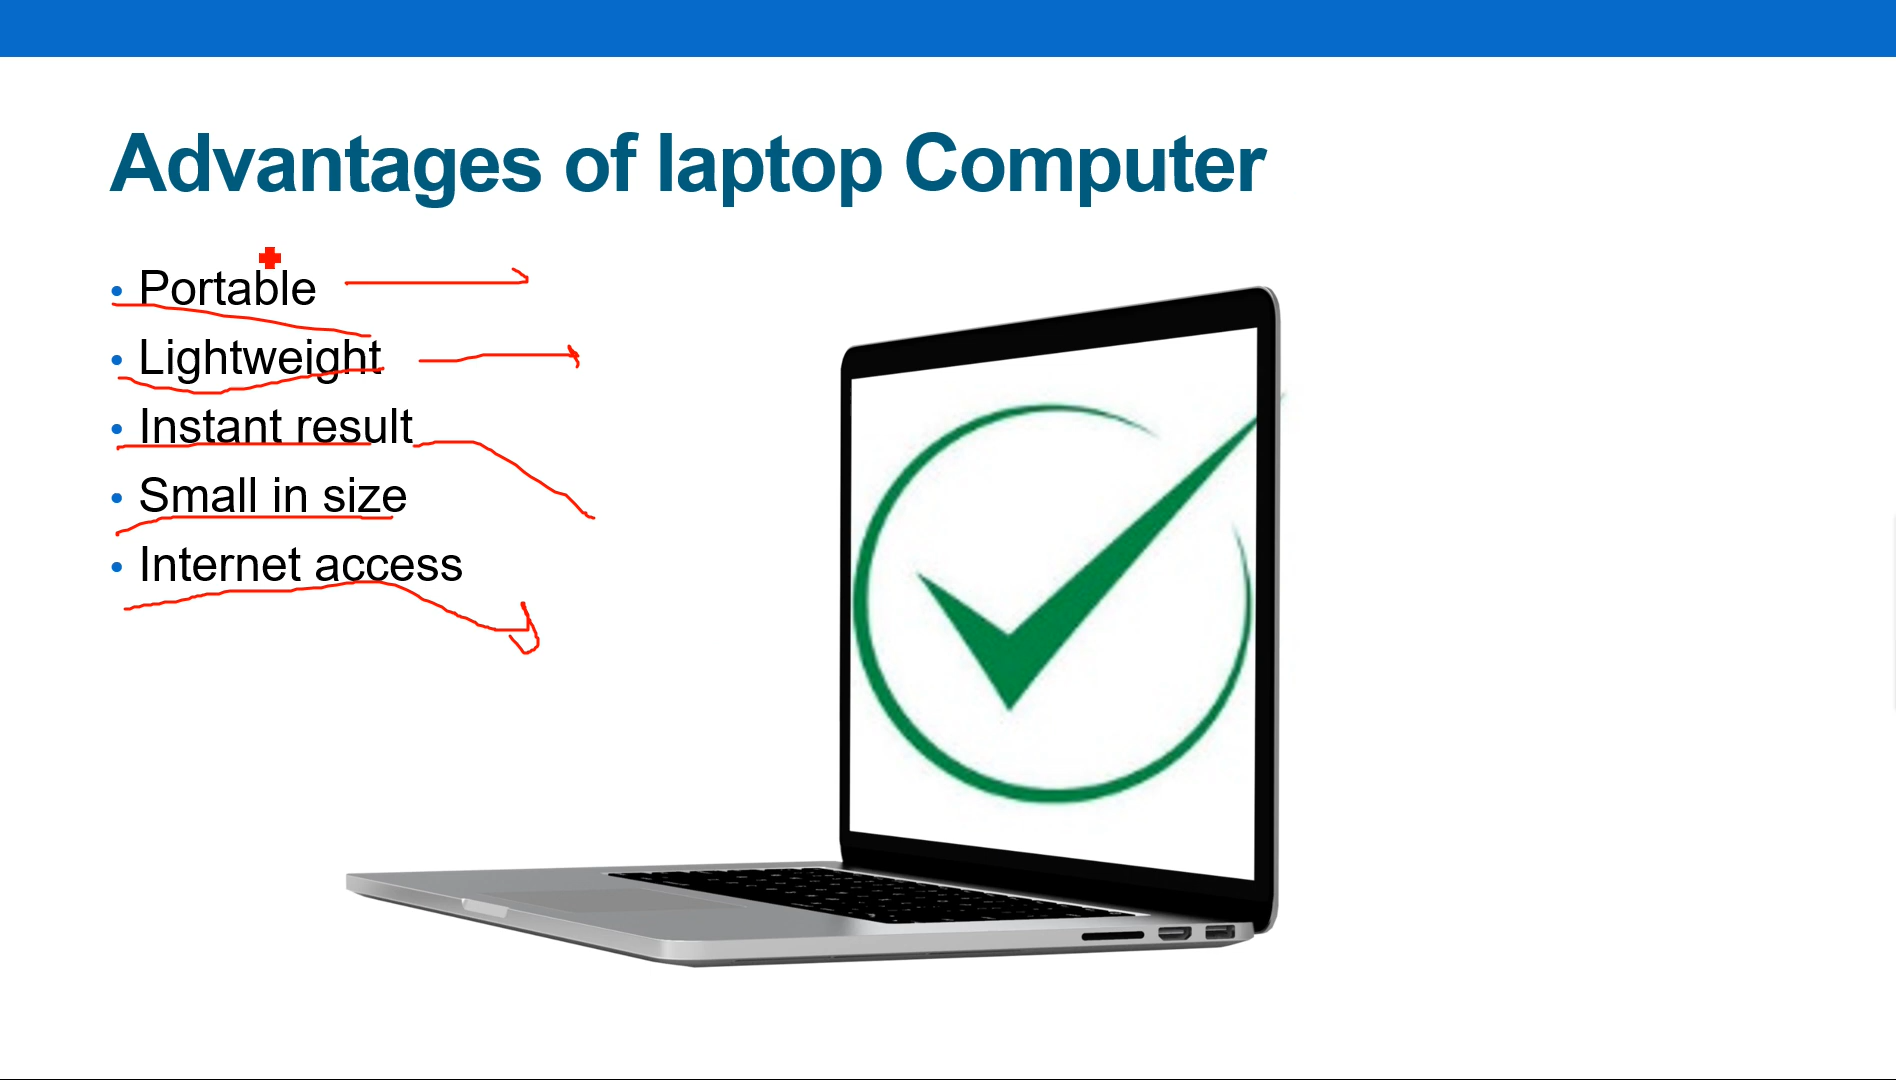 Advantages of laptop Computer
• Portable
• Lightweight
• Instant result
• Small in size
• Internet access